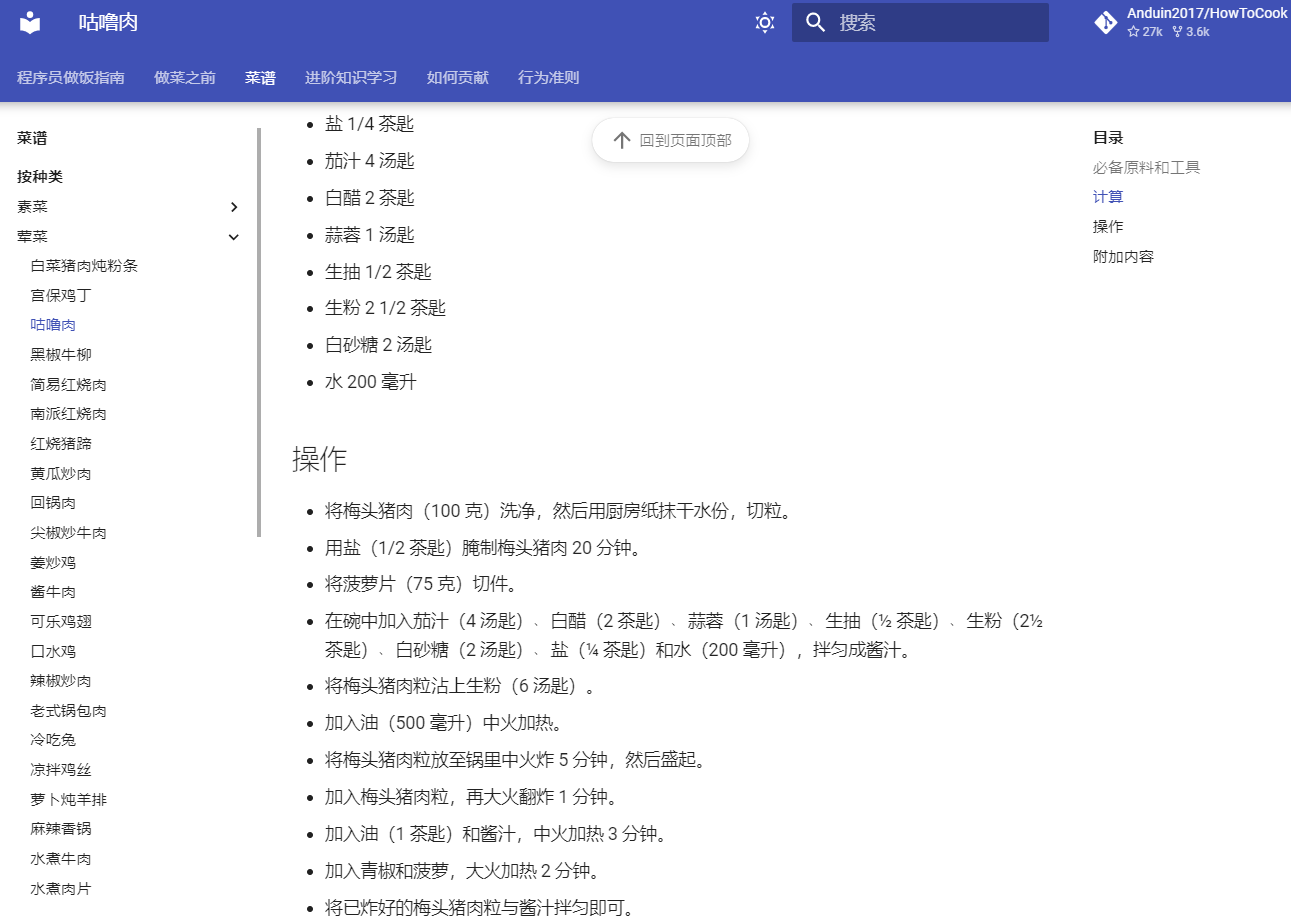 咕噜肉
搜索
Anduin2017/HowToCook
27k 3.6k
程序员做饭指南 做菜之前 菜谱 进阶知识学习 如何贡献 行为准则
菜谱
按种类
素菜
荤菜
白菜猪肉炖粉条
宫保鸡丁
咕噜肉
黑椒牛柳
简易红烧肉
南派红烧肉
红烧猪蹄
黄瓜炒肉
回锅肉
尖椒炒牛肉
姜炒鸡
酱牛肉
可乐鸡翅
口水鸡
辣椒炒肉
老式锅包肉
冷吃兔
凉拌鸡丝
萝卜炖羊排
麻辣香锅
水煮牛肉
水煮肉片
回到页面顶部
盐 1/4 茶匙
茄汁 4 汤匙
白醋 2 茶匙
蒜蓉 1 汤匙
生抽 1/2 茶匙
生粉 2 1/2 茶匙
白砂糖 2 汤匙
水 200 毫升
操作
将梅头猪肉（100 克）洗净，然后用厨房纸抹干水份，切粒。
用盐（1/2 茶匙）腌制梅头猪肉 20 分钟。
将菠萝片（75 克）切件。
在碗中加入茄汁（4 汤匙）、白醋（2 茶匙）、蒜蓉（1 汤匙）、生抽（½ 茶匙）、生粉（2½
茶匙）、白砂糖（2 汤匙）、盐（¼ 茶匙）和水（200 毫升），拌匀成酱汁。
将梅头猪肉粒沾上生粉（6 汤匙）。
加入油（500 毫升）中火加热。
将梅头猪肉粒放至锅里中火炸 5 分钟，然后盛起。
加入梅头猪肉粒，再大火翻炸 1 分钟。
加入油（1 茶匙）和酱汁，中火加热 3 分钟。
加入青椒和菠萝，大火加热 2 分钟。
将已炸好的梅头猪肉粒与酱汁拌匀即可。
目录
必备原料和工具
计算
操作
附加内容